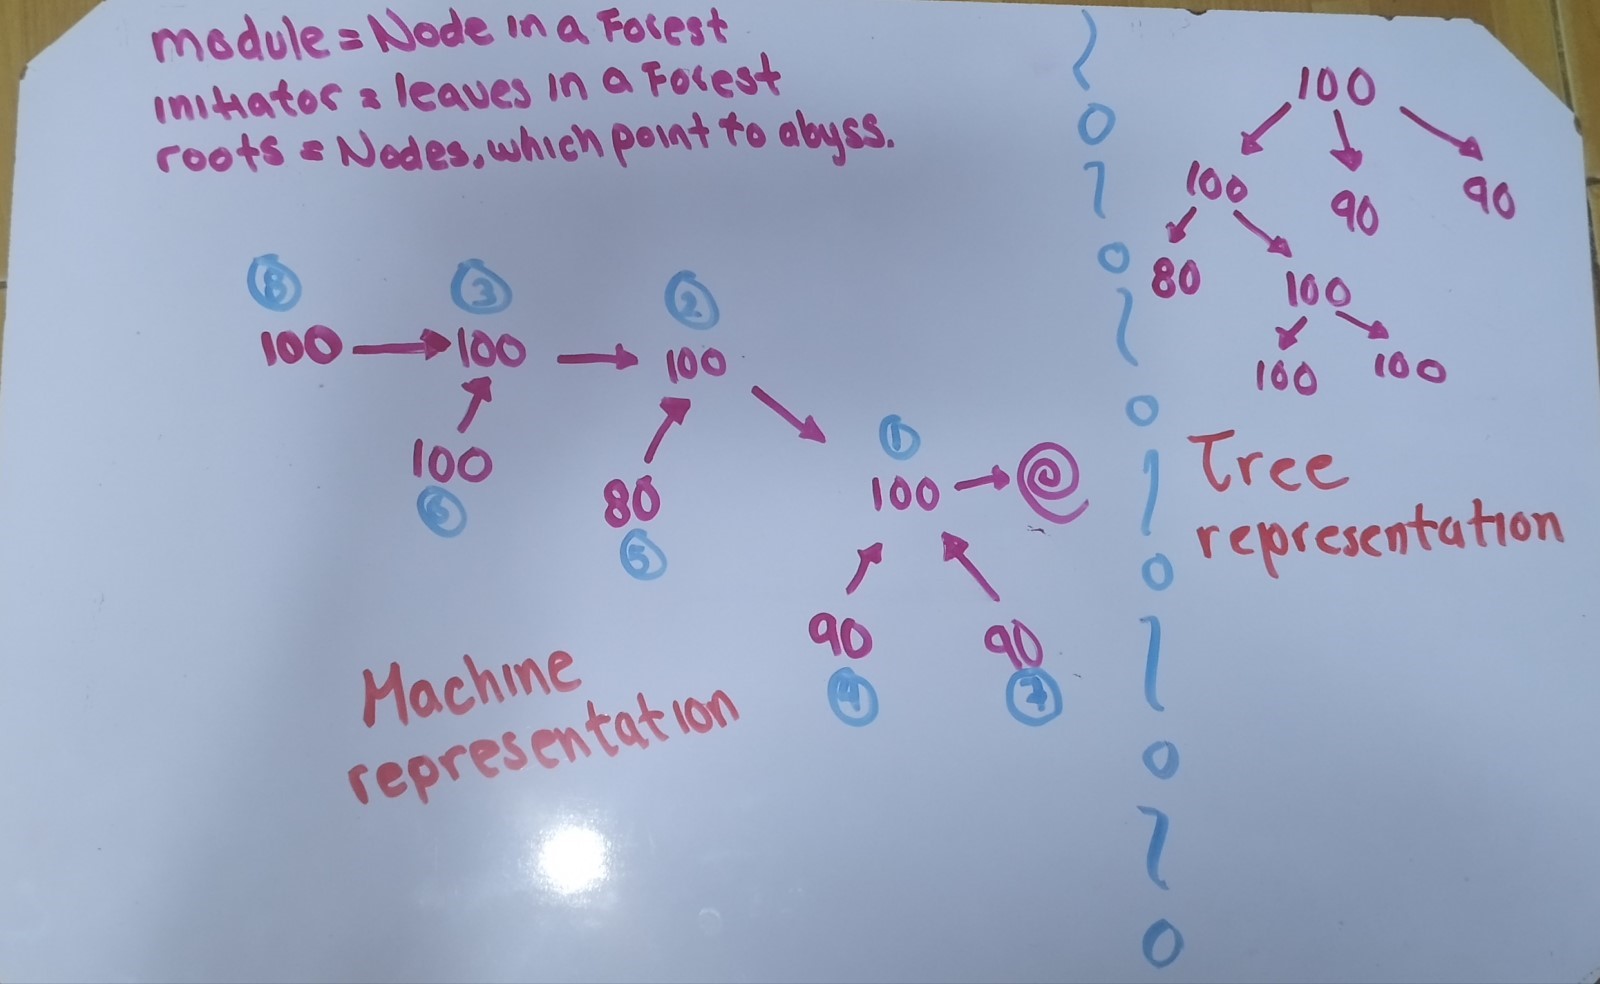 module = Node in a Forest
initiator = leaves in a Forest
roots = Nodes, which point to abyss.
8 3 2
100 100 100
1
100 100
80
5
90 90
4 7
Machine
representation
1
0
1
0
1
0
1
0
1
0
1
0
100
100 90 90
80 100
100 100
Tree
representation